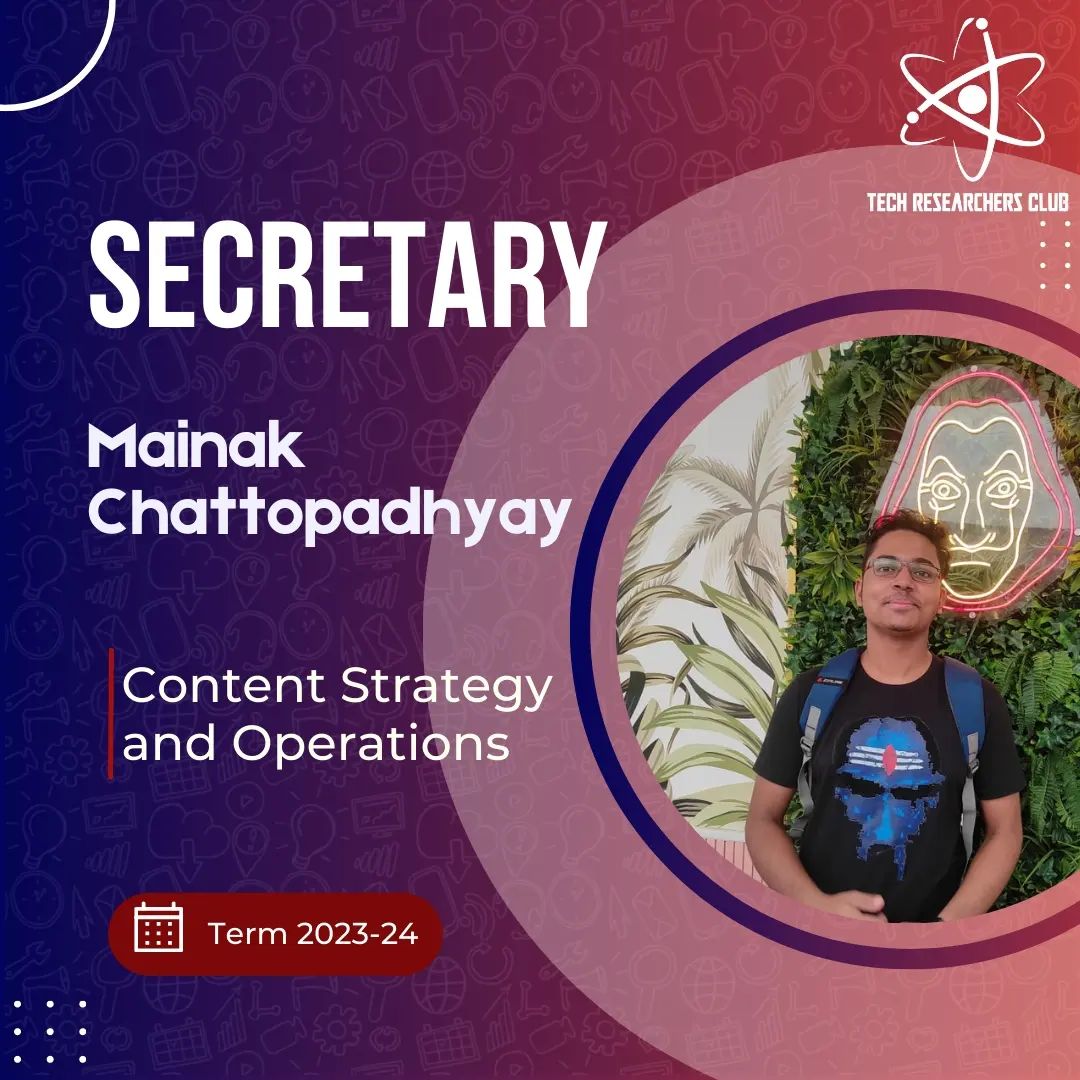 TECH RESEARCHERS CLUB
SECRETARY
Mainak
Chattopadhyay
Content Strategy
and Operations
Term 2023-24